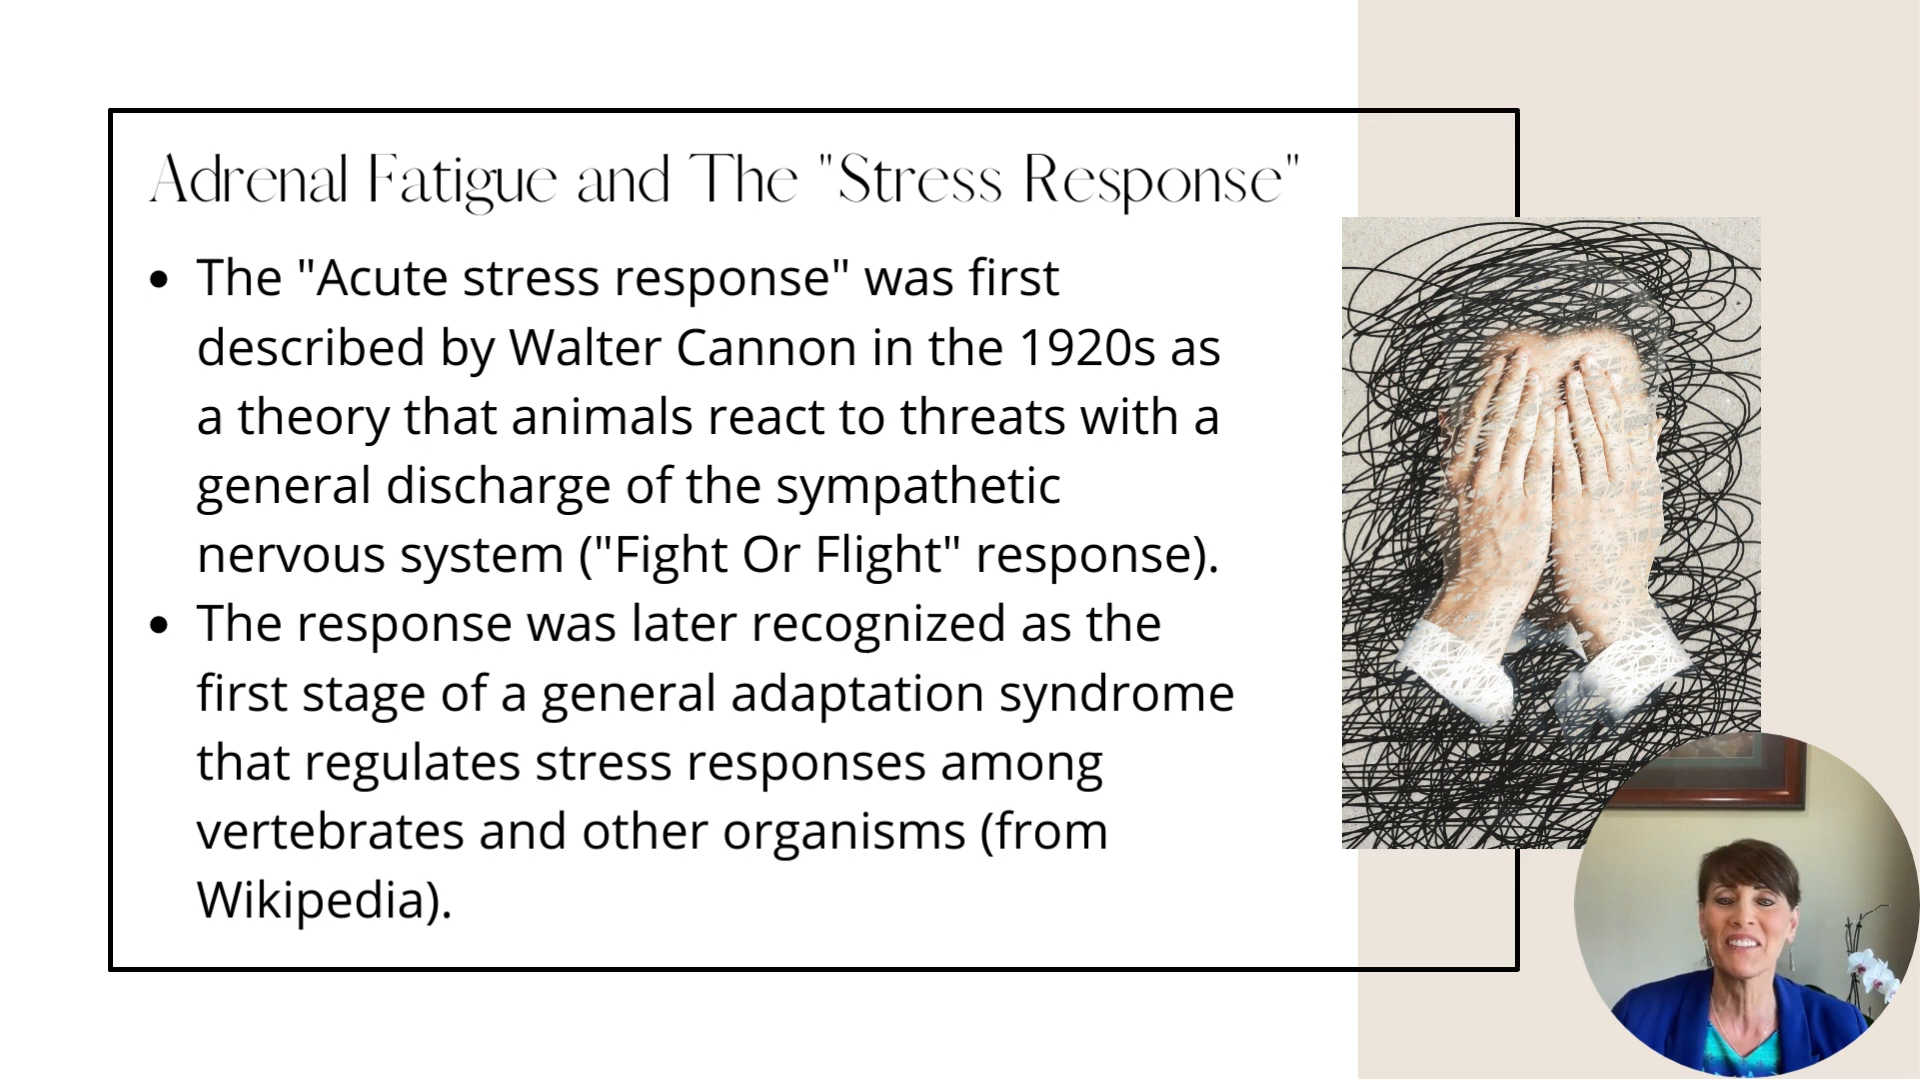 Adrenal Fatigue and The "Stress Response"
• The "Acute stress response" was first
described by Walter Cannon in the 1920s as
a theory that animals react to threats with a
general discharge of the sympathetic
nervous system ("Fight Or Flight" response).
• The response was later recognized as the
first stage of a general adaptation syndrome
that regulates stress responses among
vertebrates and other organisms (from
Wikipedia).